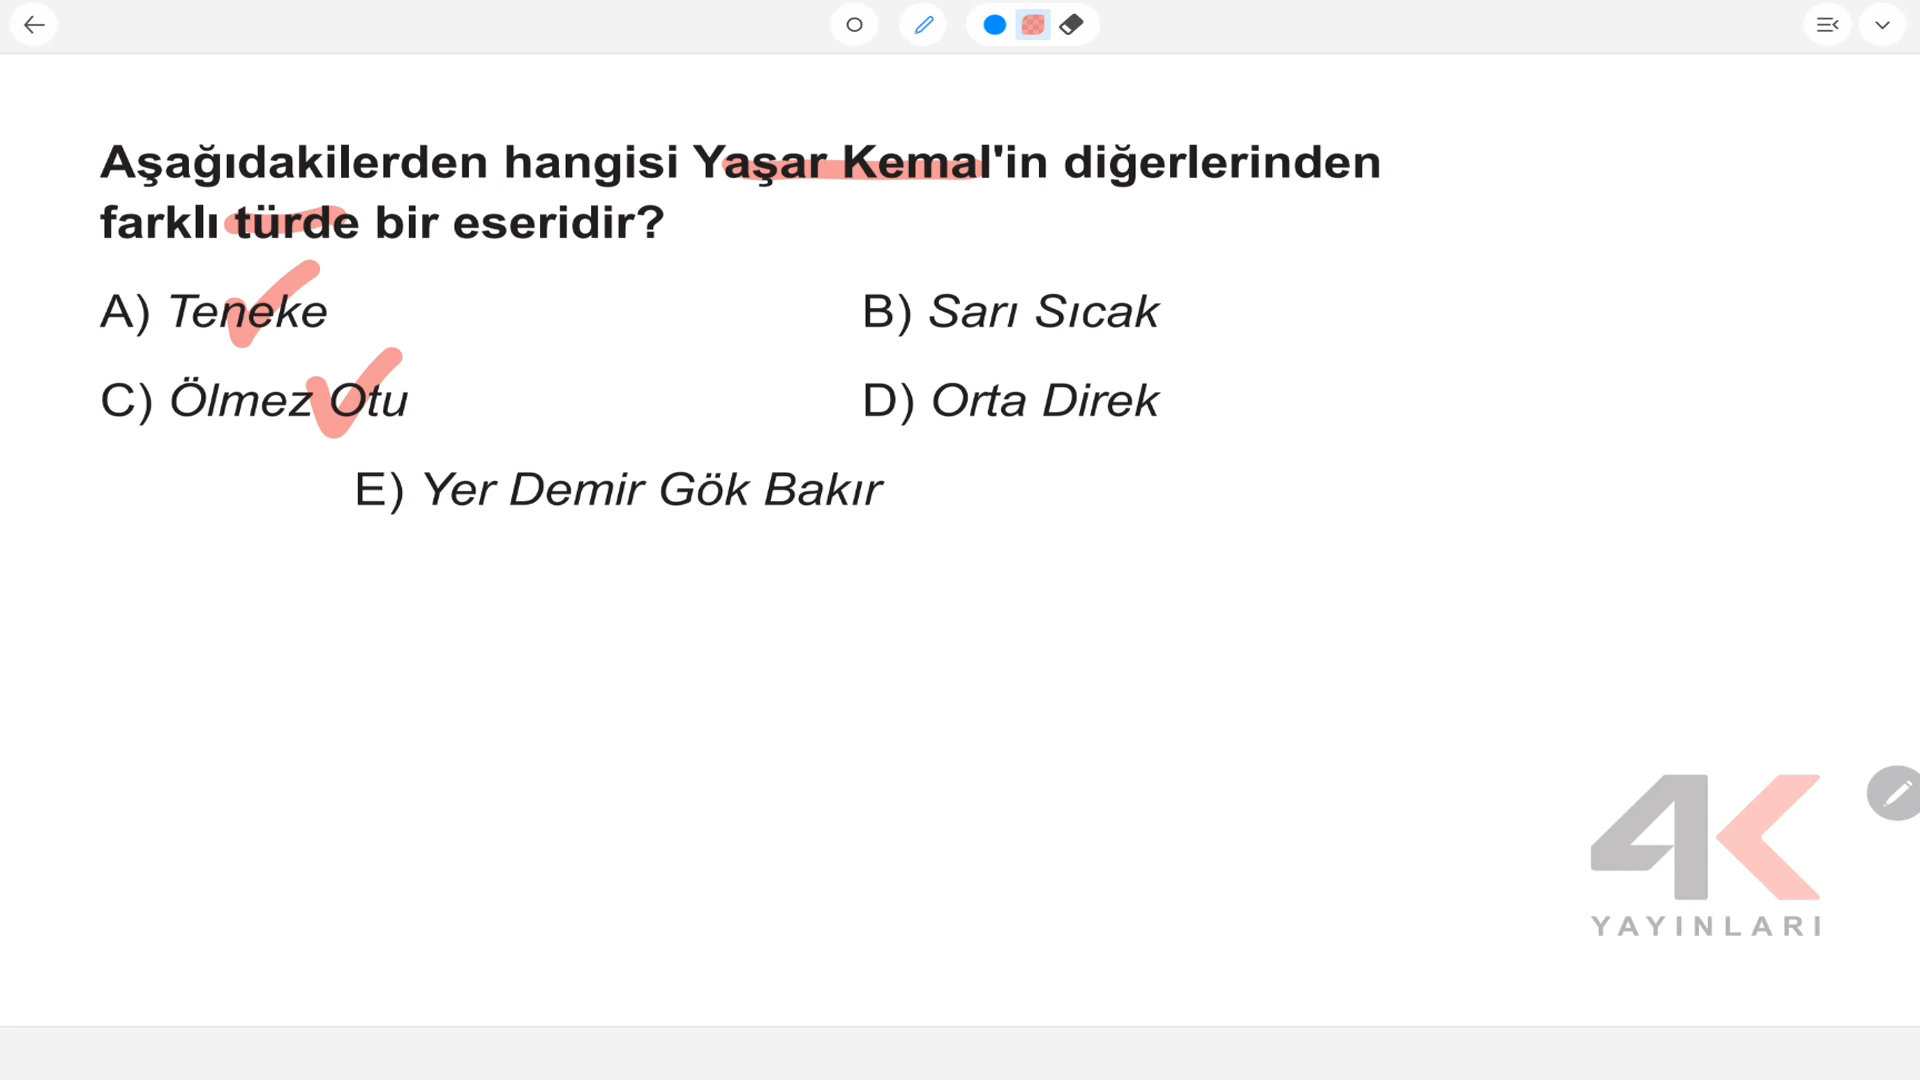 Aşağıdakilerden hangisi Yaşar Kemal'in diğerlerinden
farklı türde bir eseridir?
A) Teneke
B) Sarı Sıcak
C) Ölmez Otu
D) Orta Direk
E) Yer Demir Gök Bakır
4K
YAYINLARI